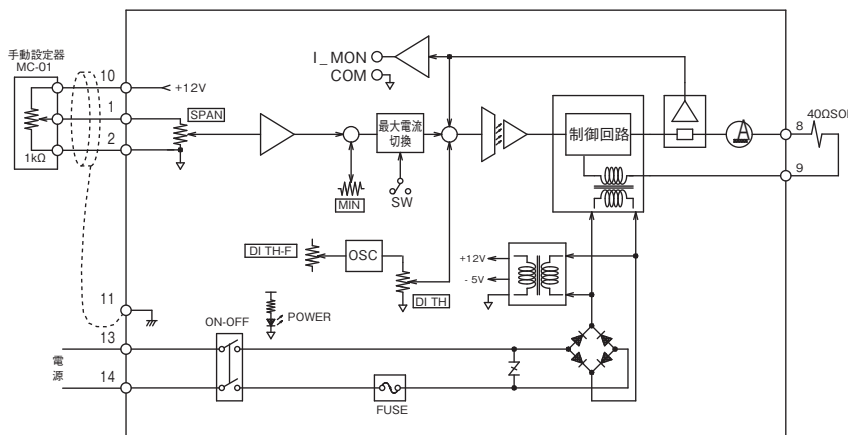 手動設定器
MC-01
10
1
2
1kΩ
+12V
SPAN
I_MON
COM
最大電流
切換
SW
MIN
制御回路
A
8
9
40ΩSOL
DI TH-F
OSC
DI TH
+12V
- 5V
11
POWER
ON-OFF
13
14
電
源
FUSE